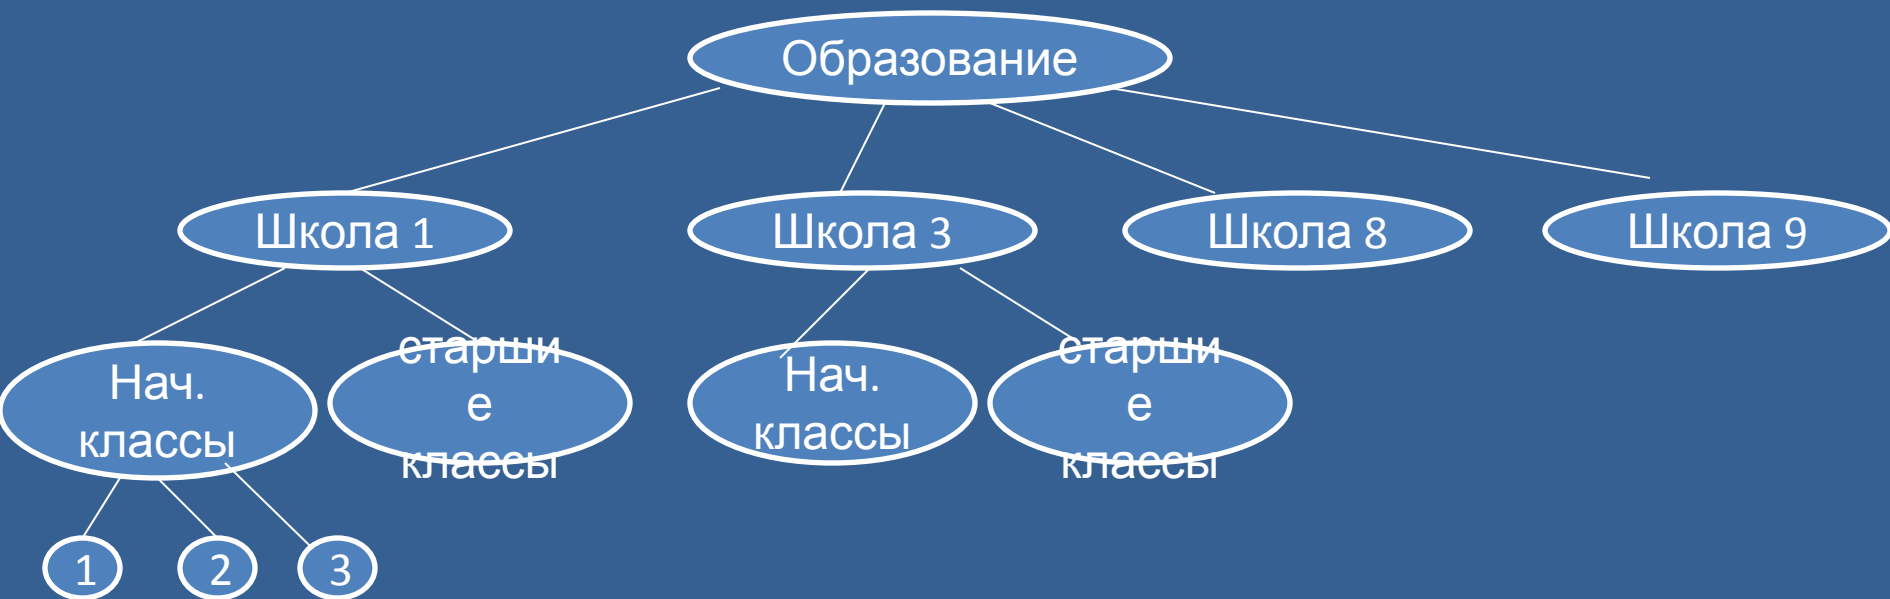 Образование
Школа 1
Школа 3
Школа 8
Школа 9
Нач.
классы
старши
е
классы
Нач.
классы
старши
е
классы
1
2
3